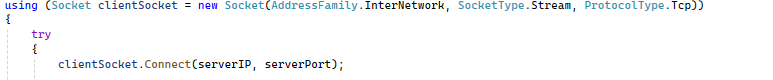 using (Socket clientSocket = new Socket(AddressFamily.InterNetwork, SocketType.Stream, ProtocolType.Tcp))
{
try
{
clientSocket.Connect(serverIP, serverPort);